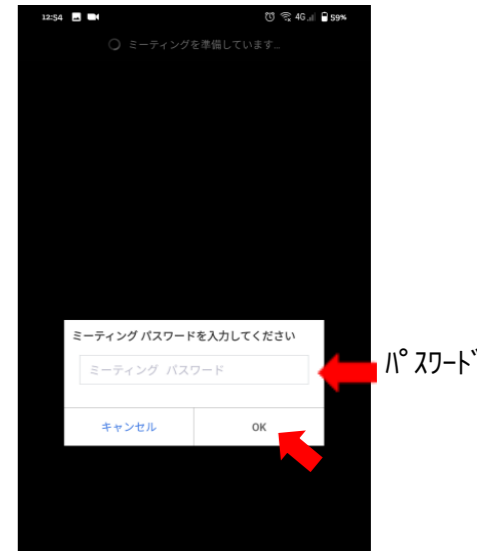 12:54 4G 59%
ミーティングを準備しています...
ミーティング パスワードを入力してください
ミーティング パスワード
パスワード
キャンセル OK